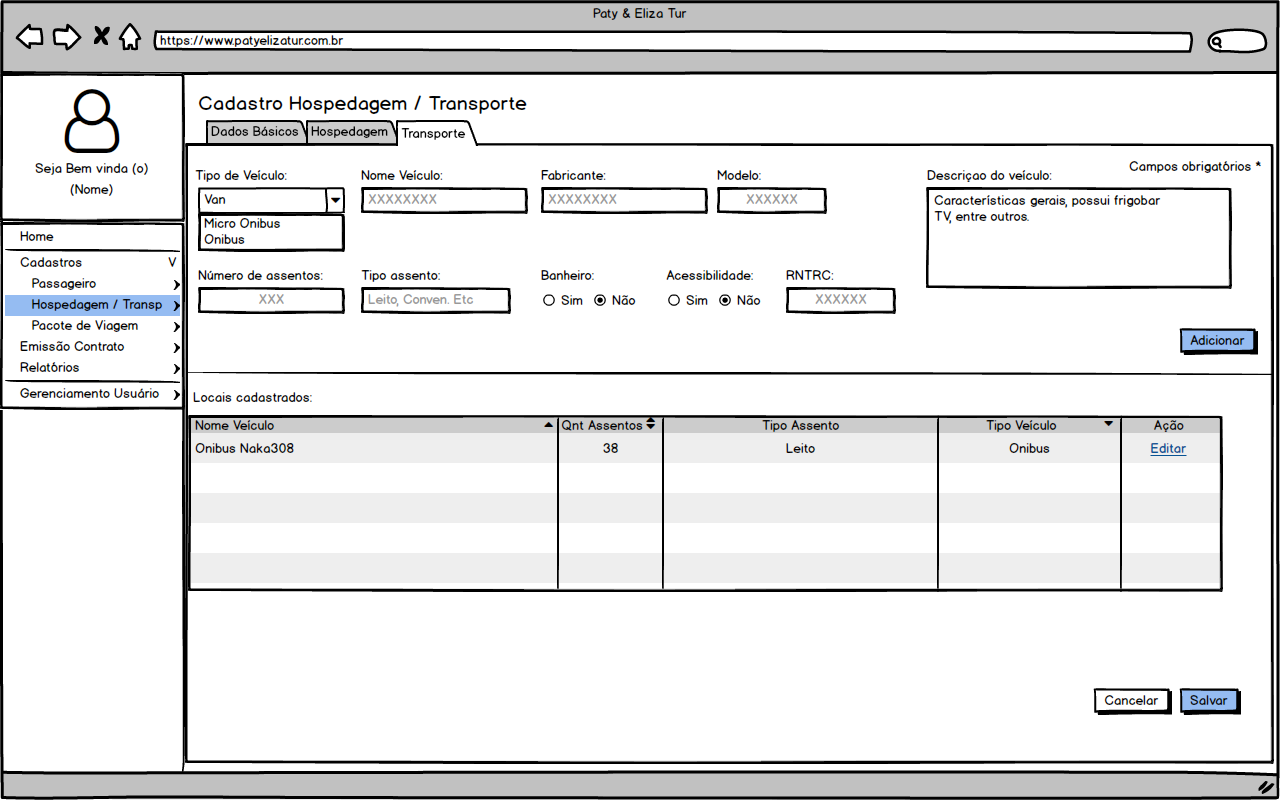 Paty & Eliza Tur
https://www.patyelizatur.com.br
Seja Bem vinda (o)
(Nome)
Home
Cadastros V
Passageiro
Hospedagem / Transp
Pacote de Viagem
Emissão Contrato
Relatórios
Gerenciamento Usuário
Cadastro Hospedagem / Transporte
Dados Básicos Hospedagem Transporte
Campos obrigatórios *
Tipo de Veículo: Nome Veículo: Fabricante: Modelo: Descriçao do veículo:
Van XXXXXXXX XXXXXXXX XXXXXX
Micro Onibus
Onibus
Características gerais, possui frigobar
TV, entre outros.
Número de assentos: Tipo assento: Banheiro: Acessibilidade: RNTRC:
XXX Leito, Conven. Etc Sim Não Sim Não XXXXXX
Adicionar
Locais cadastrados:
Nome Veículo Qnt Assentos Tipo Assento Tipo Veículo Ação
Onibus Naka308 38 Leito Onibus Editar
Cancelar Salvar